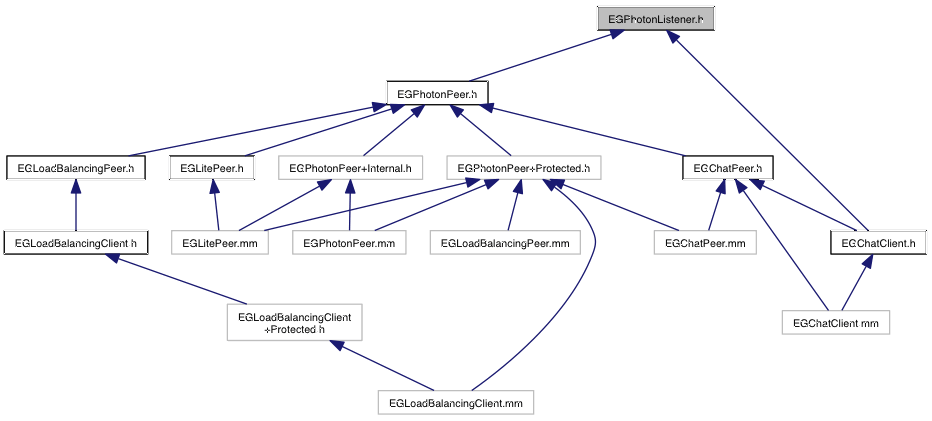 EGPhotonListener.h
EGPhotonPeer.h
EGLoadBalancingPeer.h
EGLitePeer.h
EGPhotonPeer+Internal.h
EGPhotonPeer+Protected.h
EGChatPeer.h
EGLoadBalancingClient.h
EGLitePeer.mm
EGPhotonPeer.mm
EGLoadBalancingPeer.mm
EGChatPeer.mm
EGChatClient.h
EGLoadBalancingClient
+Protected.h
EGChatClient.mm
EGLoadBalancingClient.mm